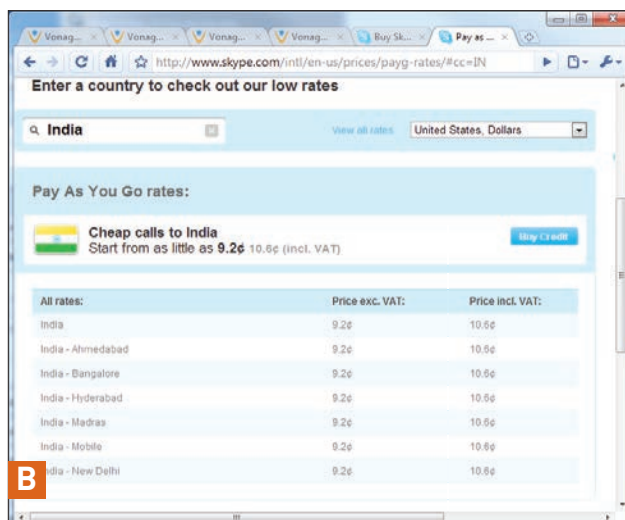 Vonag... Vonag... Vonag... Vonag... Buy Sk... Pay as ...
http://www.skype.com/intl/en-us/prices/payg-rates/#cc=IN
Enter a country to check out our low rates
India View all rates United States, Dollars
Pay As You Go rates:
Cheap calls to India
Start from as little as 9.2¢ 10.6¢ (incl. VAT)
Buy Credit
All rates: Price exc. VAT: Price incl. VAT:
India 9.2¢ 10.6¢
India - Ahmedabad 9.2¢ 10.6¢
India - Bangalore 9.2¢ 10.6¢
India - Hyderabad 9.2¢ 10.6¢
India - Madras 9.2¢ 10.6¢
India - Mobile 9.2¢ 10.6¢
India - New Delhi 9.2¢ 10.6¢
B